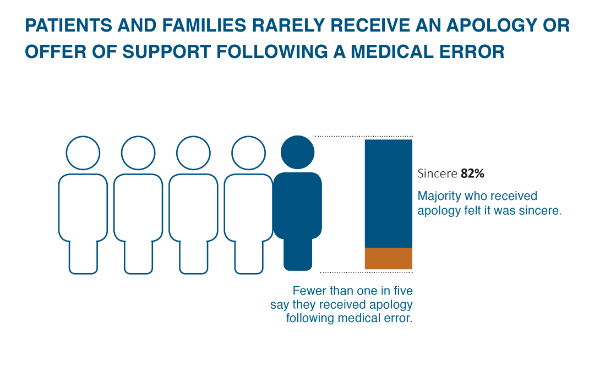 PATIENTS AND FAMILIES RARELY RECEIVE AN APOLOGY OR
OFFER OF SUPPORT FOLLOWING A MEDICAL ERROR
Sincere 82%
Majority who received
apology felt it was sincere.
Fewer than one in five
say they received apology
following medical error.